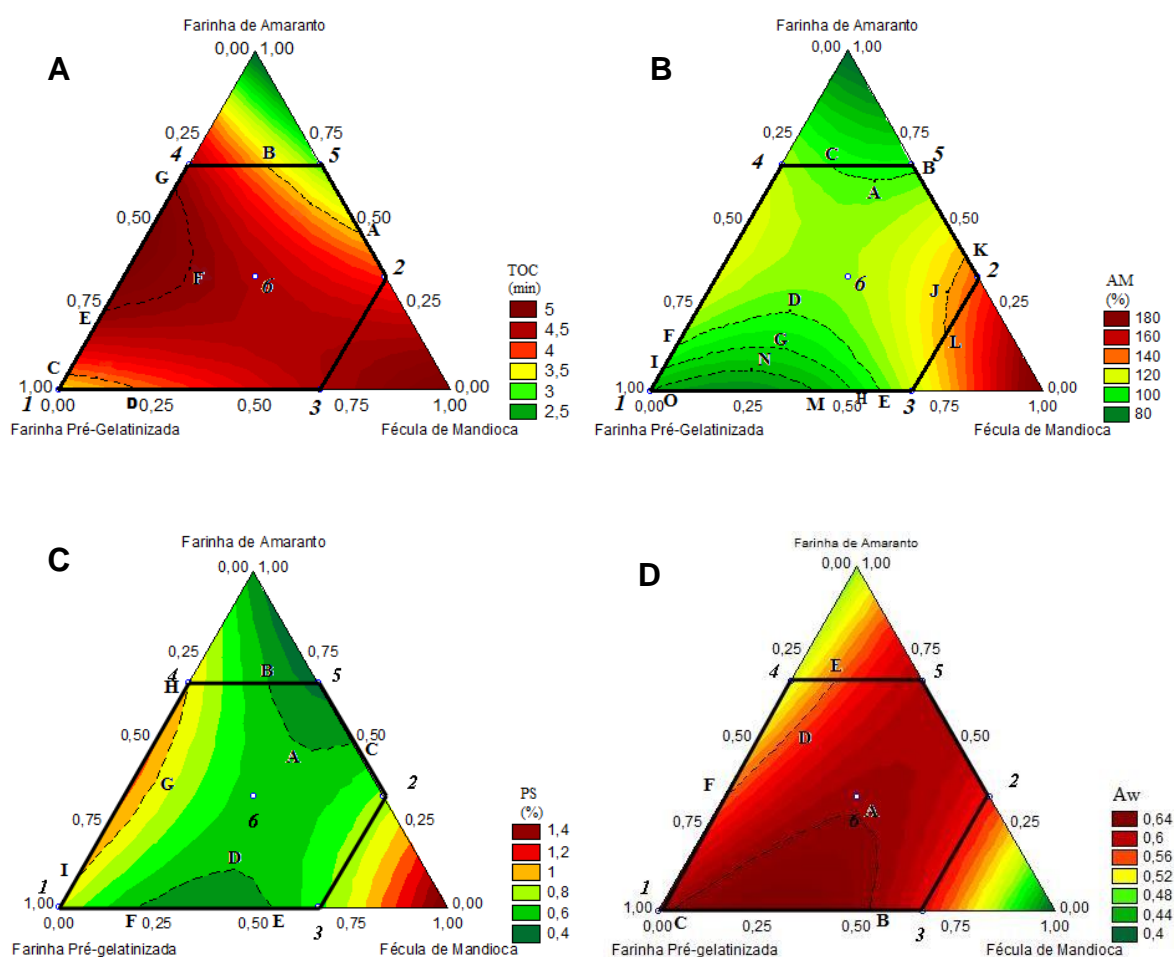 Farinha de Amaranto
0,00 1,00
A
0,25 0,75
4 B 5
G
0,50 0,50
A
2
F 6
0,75 0,25
E
C
1,00 0,00
1 0,00 D 0,25 0,50 3 0,75 1,00
Farinha Pré-Gelatinizada Fécula de Mandioca
TOC
(min)
5
4,5
4
3,5
3
2,5
Farinha de Amaranto
0,00 1,00
B
0,25 0,75
4 C 5
B
A
0,50 0,50
K
2
6
J
0,75 D 0,25
F G L
I N
1,00 0,00
1 0,00 O 0,25 M 0,50 H E 3 0,75 1,00
Farinha Pré-Gelatinizada Fécula de Mandioca
AM
(%)
180
160
140
120
100
80
Farinha de Amaranto
0,00 1,00
C
0,25 0,75
4 B 5
H
0,50 0,50
A C
G 2
0,75 6 0,25
D
1 I
1,00 0,00
0,00 F 0,25 E 0,50 3 0,75 1,00
Farinha Pré-gelatinizada Fécula de Mandioca
PS
(%)
1,4
1,2
1
0,8
0,6
0,4
Farinha de Amaranto
0,00 1,00
D
0,25 0,75
4 E 5
0,50 D 0,50
F 2
A
0,75 6 0,25
1
1,00 0,00
0,00 C 0,25 0,50 B 3 0,75 1,00
Farinha Pré-gelatinizada Fécula de Mandioca
Aw
0,64
0,6
0,56
0,52
0,48
0,44
0,4